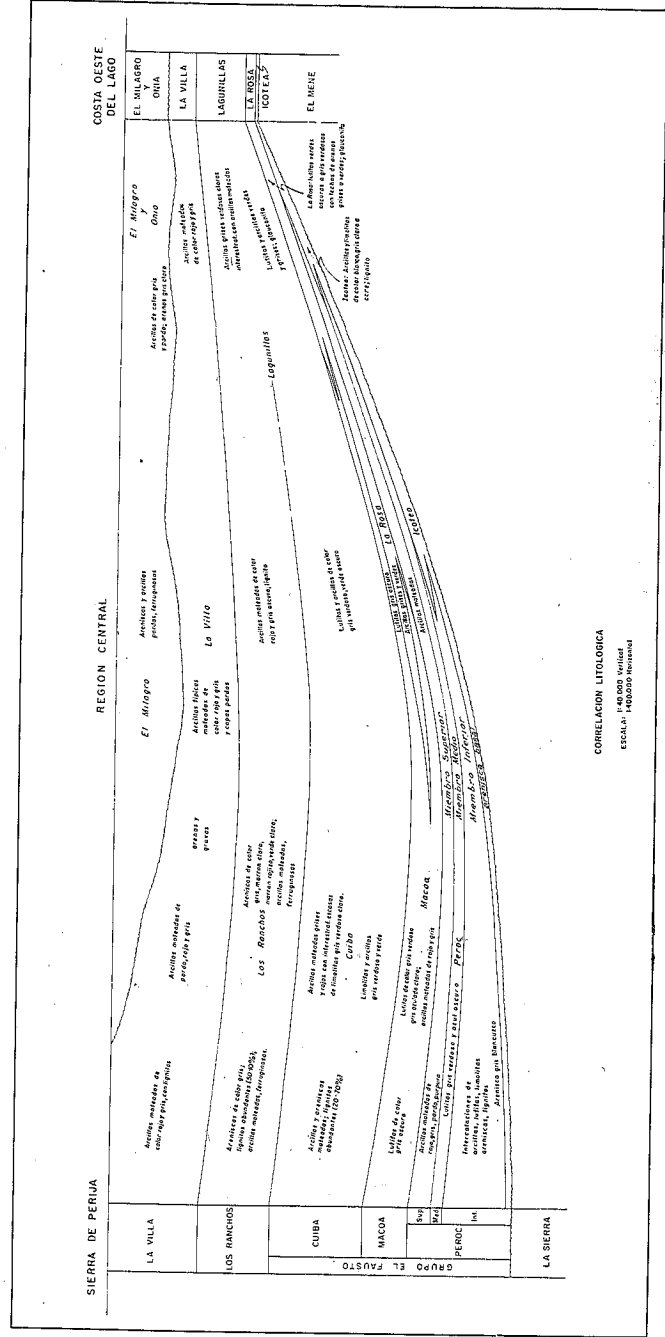 SIERRA DE PERIJA
REGION CENTRAL
COSTA OESTE
DEL LAGO
LA VILLA
LOS RANCHOS
CUIBA
MACOA
GRUPO EL FAUSTO
PEROC
Sup.
Med.
Inf.
LA SIERRA
Arcillas moteadas de
color rojo y gris, con lignitos
Areniscas de color gris;
lignitos abundantes (50-10%);
arcillas moteadas, ferruginosas.
Arcillas y areniscas
moteadas; lignitos
abundantes (20-70%)
Lutitas de color
gris oscuro
Arcillas moteadas de
rojo, gris, pardo, purpura
Lutitas gris verdoso y azul oscuro
Peroc
Intercalaciones de
arcillas, lutitas, limolitas
areniscas, lignitos
Arenisca gris blancuzco
Arcillas moteadas de
pardo, rojo y gris
arenas y
gravas
Areniscas de color
gris, marron claro,
marron rojizo, verde claro;
arcillas moteadas,
ferruginosas
Los Ranchos
Arcillas moteadas grises
y rojas con interestral. escasas
de limolitas gris verdoso claro.
Cuiba
Limolitas y arcillas
gris verdoso y verde
Lutitas de color gris verdoso
gris azulado claro;
arcillas moteadas de rojo y gris
Macoa
Miembro Superior
Miembro Medio
Miembro Inferior
arenisca basal
El Milagro
Areniscas y arcillas
pardas, ferruginosas
Arcillas tipicas
moteadas de
color rojo y gris
y capas pardas
La Villa
Arcillas moteadas de color
rojo y gris oscuro; lignito
Lutitas y arcillas de color
gris verdoso, verde oscuro
Lutitas gris oscuro
Arcillas grises y verdes
Arcillas moteadas
La Rosa
Icotea
Arcillas de color gris
y pardo; arenas gris claro
El Milagro
y
Onia
Arcillas moteadas
de color rojo y gris
Arcillas grises verdosas claras
interestral. con arcillas moteadas
Lagunillas
Lutitas y arcillas verdes
y grises; glauconita
La Rosa: lutitas verdes
oscuras a gris verdosas
con lechos de arenas
grises a verdes; glauconita
Icotea: Arcillas y limolitas
de color blanco, gris claro a
ocre; lignito
EL MILAGRO
Y
ONIA
LA VILLA
LAGUNILLAS
LA ROSA
ICOTEA
EL MENE
CORRELACION LITOLOGICA
ESCALA: 1:40.000 Vertical
1:400.000 Horizontal